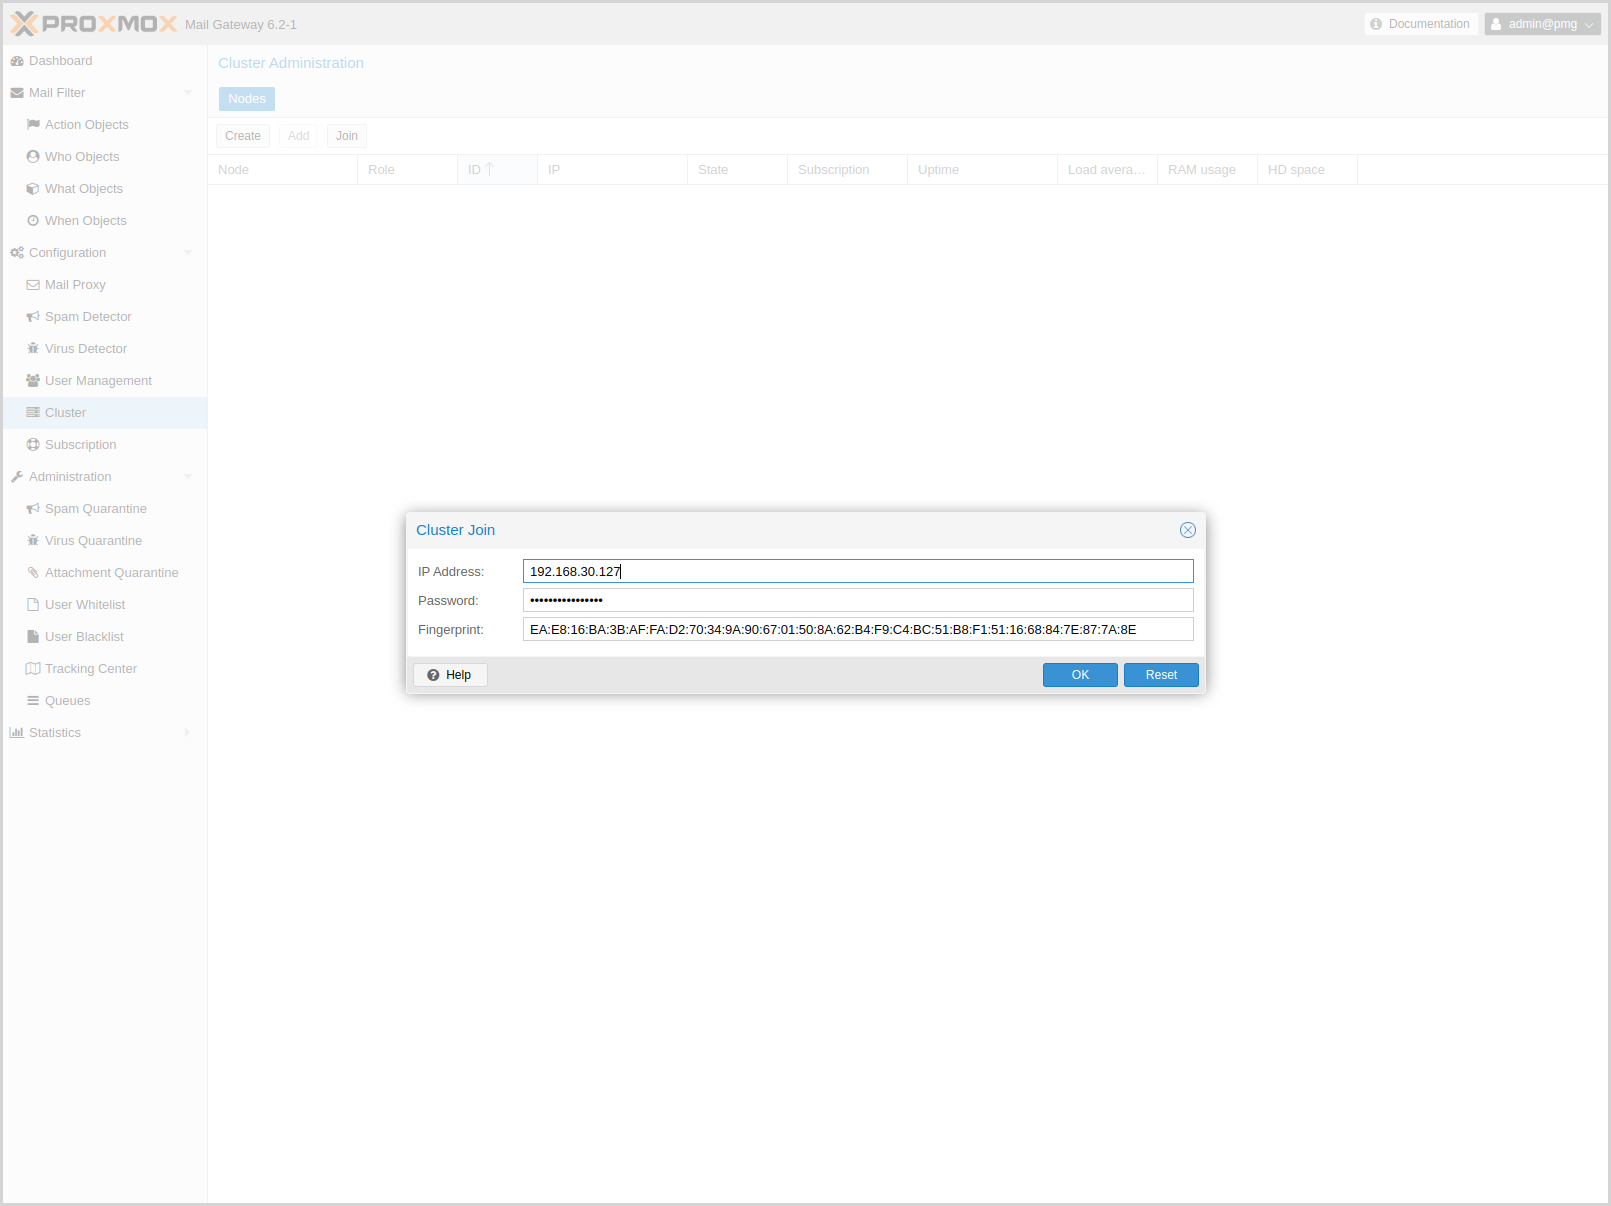 PROXMOX Mail Gateway 6.2-1
Documentation
admin@pmg
Dashboard
Mail Filter
Action Objects
Who Objects
What Objects
When Objects
Configuration
Mail Proxy
Spam Detector
Virus Detector
User Management
Cluster
Subscription
Administration
Spam Quarantine
Virus Quarantine
Attachment Quarantine
User Whitelist
User Blacklist
Tracking Center
Queues
Statistics
Cluster Administration
Nodes
Create Add Join
Node Role ID IP State Subscription Uptime Load avera... RAM usage HD space
Cluster Join
IP Address: 192.168.30.127
Password: ••••••••••••••••
Fingerprint: EA:E8:16:BA:3B:AF:FA:D2:70:34:9A:90:67:01:50:8A:62:B4:F9:C4:BC:51:B8:F1:51:16:68:84:7E:87:7A:8E
Help OK Reset